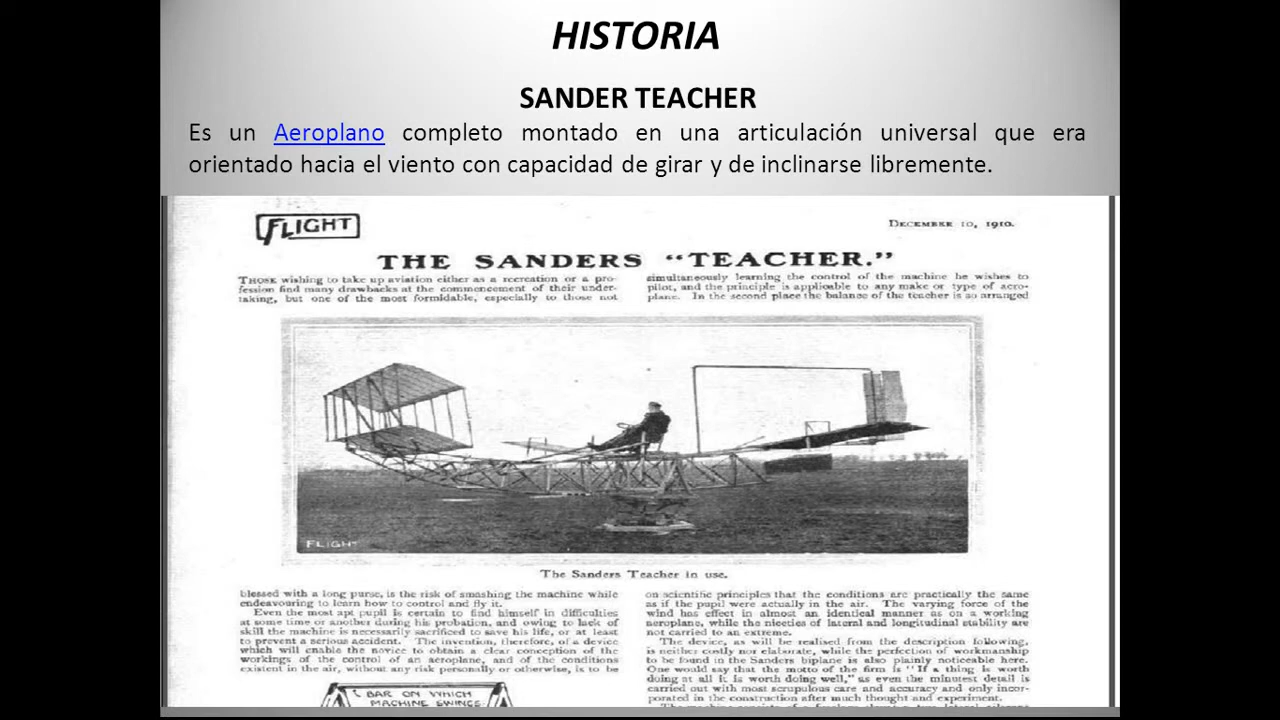 HISTORIA
SANDER TEACHER
Es un Aeroplano completo montado en una articulación universal que era
orientado hacia el viento con capacidad de girar y de inclinarse libremente.
FLIGHT
DECEMBER 10, 1910.
THE SANDERS “TEACHER.”
THOSE wishing to take up aviation either as a recreation or a pro-
fession find many drawbacks at the commencement of their under-
taking, but one of the most formidable, especially to those not
simultaneously learning the control of the machine he wishes to
pilot, and the principle is applicable to any make or type of aero-
plane. In the second place the balance of the teacher is so arranged
FLIGHT
The Sanders Teacher in use.
blessed with a long purse, is the risk of smashing the machine while
endeavouring to learn how to control and fly it.
Even the most apt pupil is certain to find himself in difficulties
at some time or another during his probation, and owing to lack of
skill the machine is necessarily sacrificed to save his life, or at least
to prevent a serious accident. The invention, therefore, of a device
which will enable the novice to obtain a clear conception of the
workings of the control of an aeroplane, and of the conditions
existent in the air, without any risk personally or otherwise, is to be
BAR ON WHICH
MACHINE SWINGS
on scientific principles that the conditions are practically the same
as if the pupil were actually in the air. The varying force of the
wind has effect in almost an identical manner as on a working
aeroplane, while the niceties of lateral and longitudinal stability are
not carried to an extreme.
The device, as will be realised from the description following,
is neither costly nor elaborate, while the perfection of workmanship
to be found in the Sanders biplane is also plainly noticeable here.
One would say that the motto of the firm is “If a thing is worth
doing at all it is worth doing well,” as even the minutest detail is
carried out with most scrupulous care and accuracy and only incor-
porated in the construction after much thought and experiment.